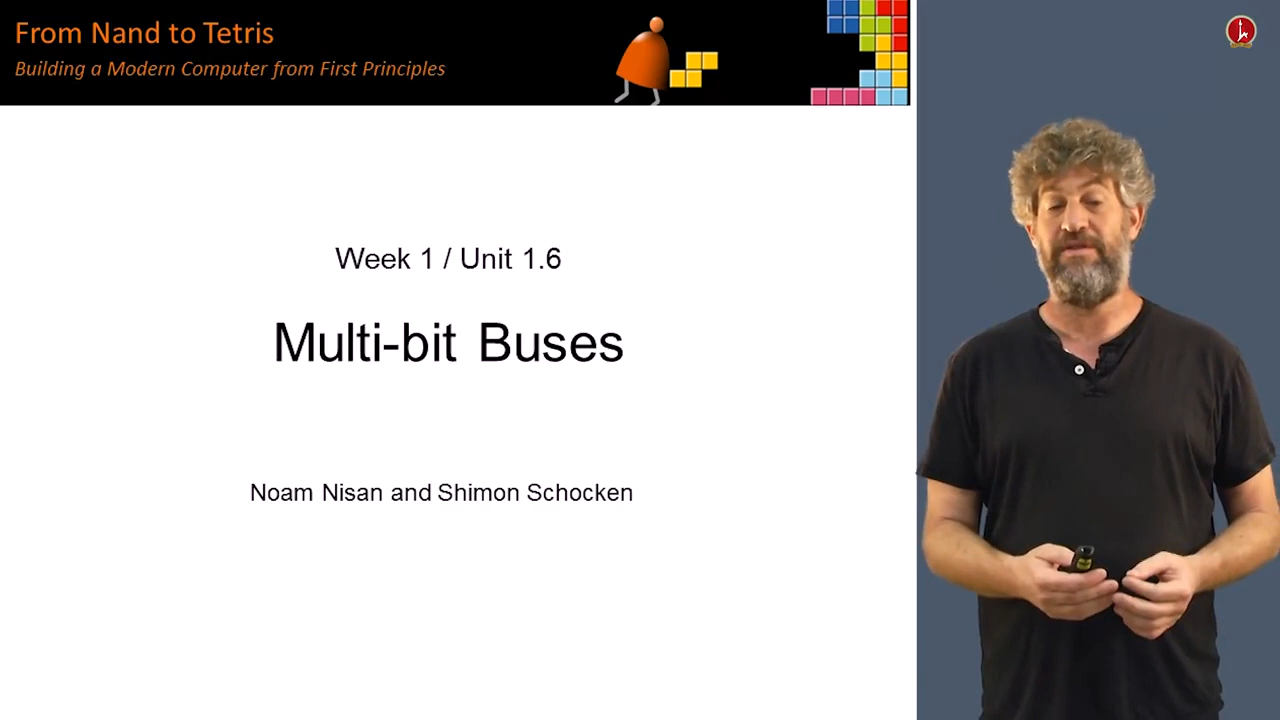 From Nand to Tetris
Building a Modern Computer from First Principles
Week 1 / Unit 1.6
Multi-bit Buses
Noam Nisan and Shimon Schocken